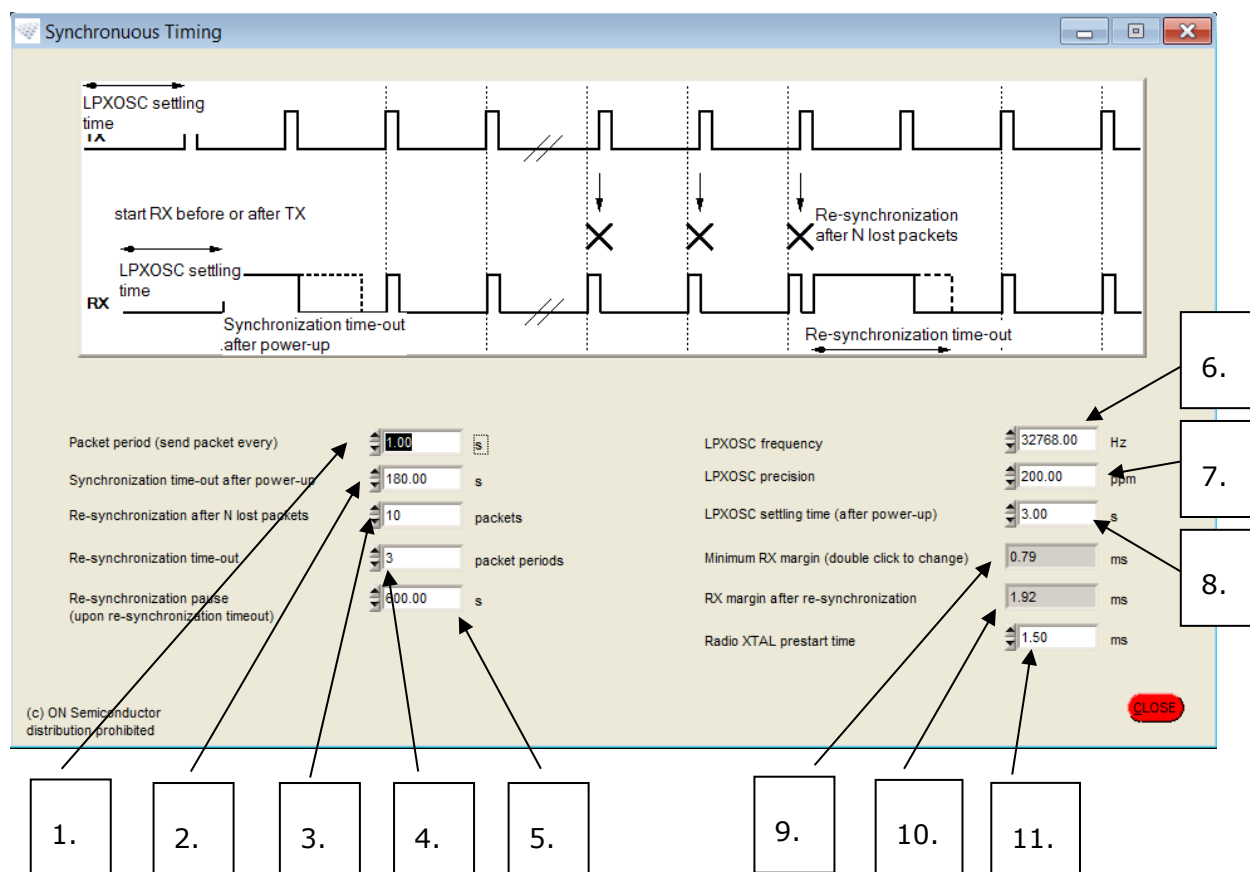 Synchronuous Timing
LPXOSC settling
time
TX
start RX before or after TX
Re-synchronization
after N lost packets
LPXOSC settling
time
RX
Synchronization time-out
after power-up
Re-synchronization time-out
6.
Packet period (send packet every) 1.00 s
LPXOSC frequency 32768.00 Hz
Synchronization time-out after power-up 180.00 s
LPXOSC precision 200.00 ppm
7.
Re-synchronization after N lost packets 10 packets
LPXOSC settling time (after power-up) 3.00 s
Re-synchronization time-out 3 packet periods
Minimum RX margin (double click to change) 0.79 ms
8.
Re-synchronization pause 600.00 s
(upon re-synchronization timeout)
RX margin after re-synchronization 1.92 ms
Radio XTAL prestart time 1.50 ms
(c) ON Semiconductor
distribution prohibited
CLOSE
1. 2. 3. 4. 5. 9. 10. 11.